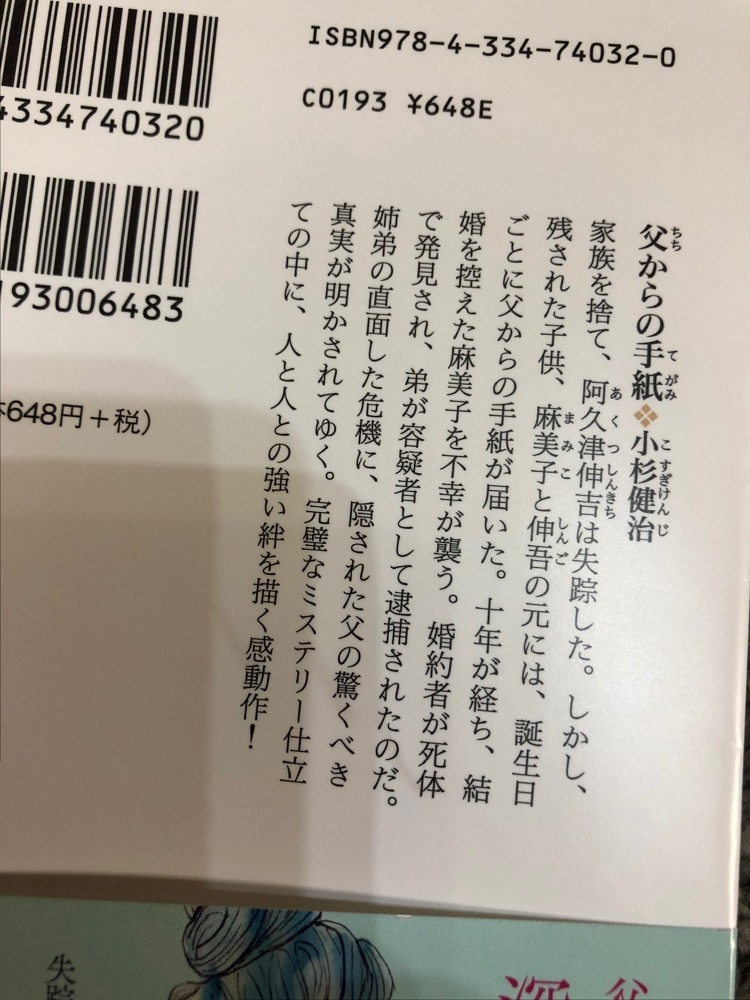 ISBN978-4-334-74032-0
C0193 ¥648E
4334740320
193006483
648円+税)
父からの手紙❖小杉健治
家族を捨て、阿久津伸吉は失踪した。しかし、
残された子供、麻美子と伸吾の元には、誕生日
ごとに父からの手紙が届いた。十年が経ち、結
婚を控えた麻美子を不幸が襲う。婚約者が死体
で発見され、弟が容疑者として逮捕されたのだ。
姉弟の直面した危機に、隠された父の驚くべき
真実が明かされてゆく。完璧なミステリー仕立
ての中に、人と人との強い絆を描く感動作！
失踪